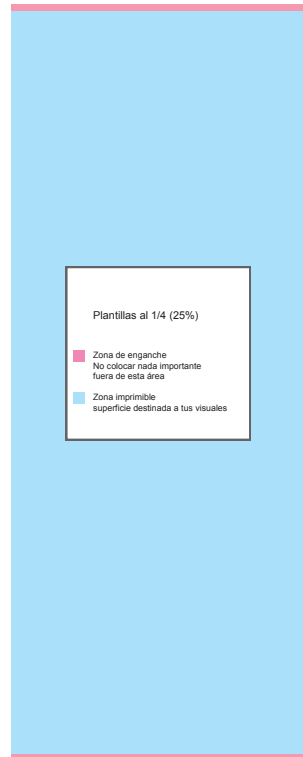 Plantillas al 1/4 (25%)
Zona de enganche
No colocar nada importante
fuera de esta área
Zona imprimible
superficie destinada a tus visuales